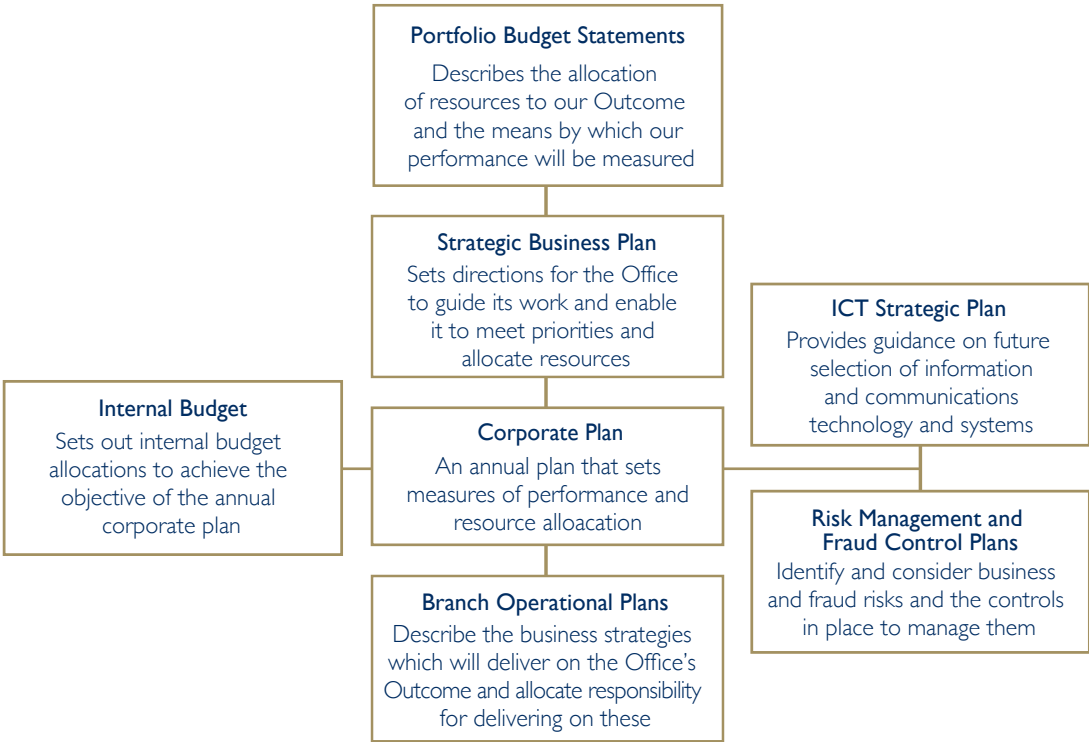 Portfolio Budget Statements
Describes the allocation
of resources to our Outcome
and the means by which our
performance will be measured
Strategic Business Plan
Sets directions for the Office
to guide its work and enable
it to meet priorities and
allocate resources
ICT Strategic Plan
Provides guidance on future
selection of information
and communications
technology and systems
Internal Budget
Sets out internal budget
allocations to achieve the
objective of the annual
corporate plan
Corporate Plan
An annual plan that sets
measures of performance and
resource alloacation
Risk Management and
Fraud Control Plans
Identify and consider business
and fraud risks and the controls
in place to manage them
Branch Operational Plans
Describe the business strategies
which will deliver on the Office's
Outcome and allocate responsibility
for delivering on these